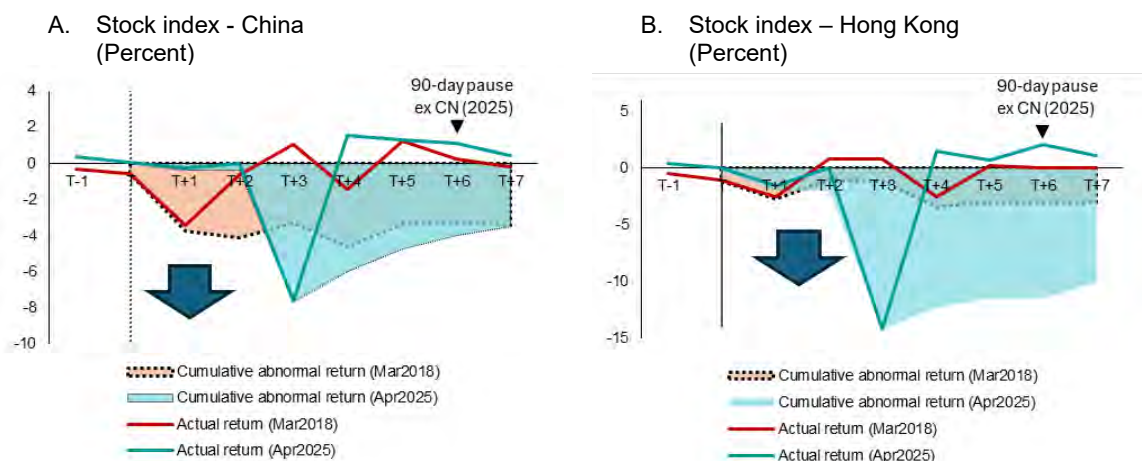 A. Stock index - China
(Percent)
90-day pause
ex CN (2025)
4
2
0
-2
-4
-6
-8
-10
T-1
T+1
T+2
T+3
T+4
T+5
T+6
T+7
Cumulative abnormal return (Mar2018)
Cumulative abnormal return (Apr2025)
Actual return (Mar2018)
Actual return (Apr2025)
B. Stock index – Hong Kong
(Percent)
90-day pause
ex CN (2025)
5
0
-5
-10
-15
T-1
T+1
T+2
T+3
T+4
T+5
T+6
T+7
Cumulative abnormal return (Mar2018)
Cumulative abnormal return (Apr2025)
Actual return (Mar2018)
Actual return (Apr2025)